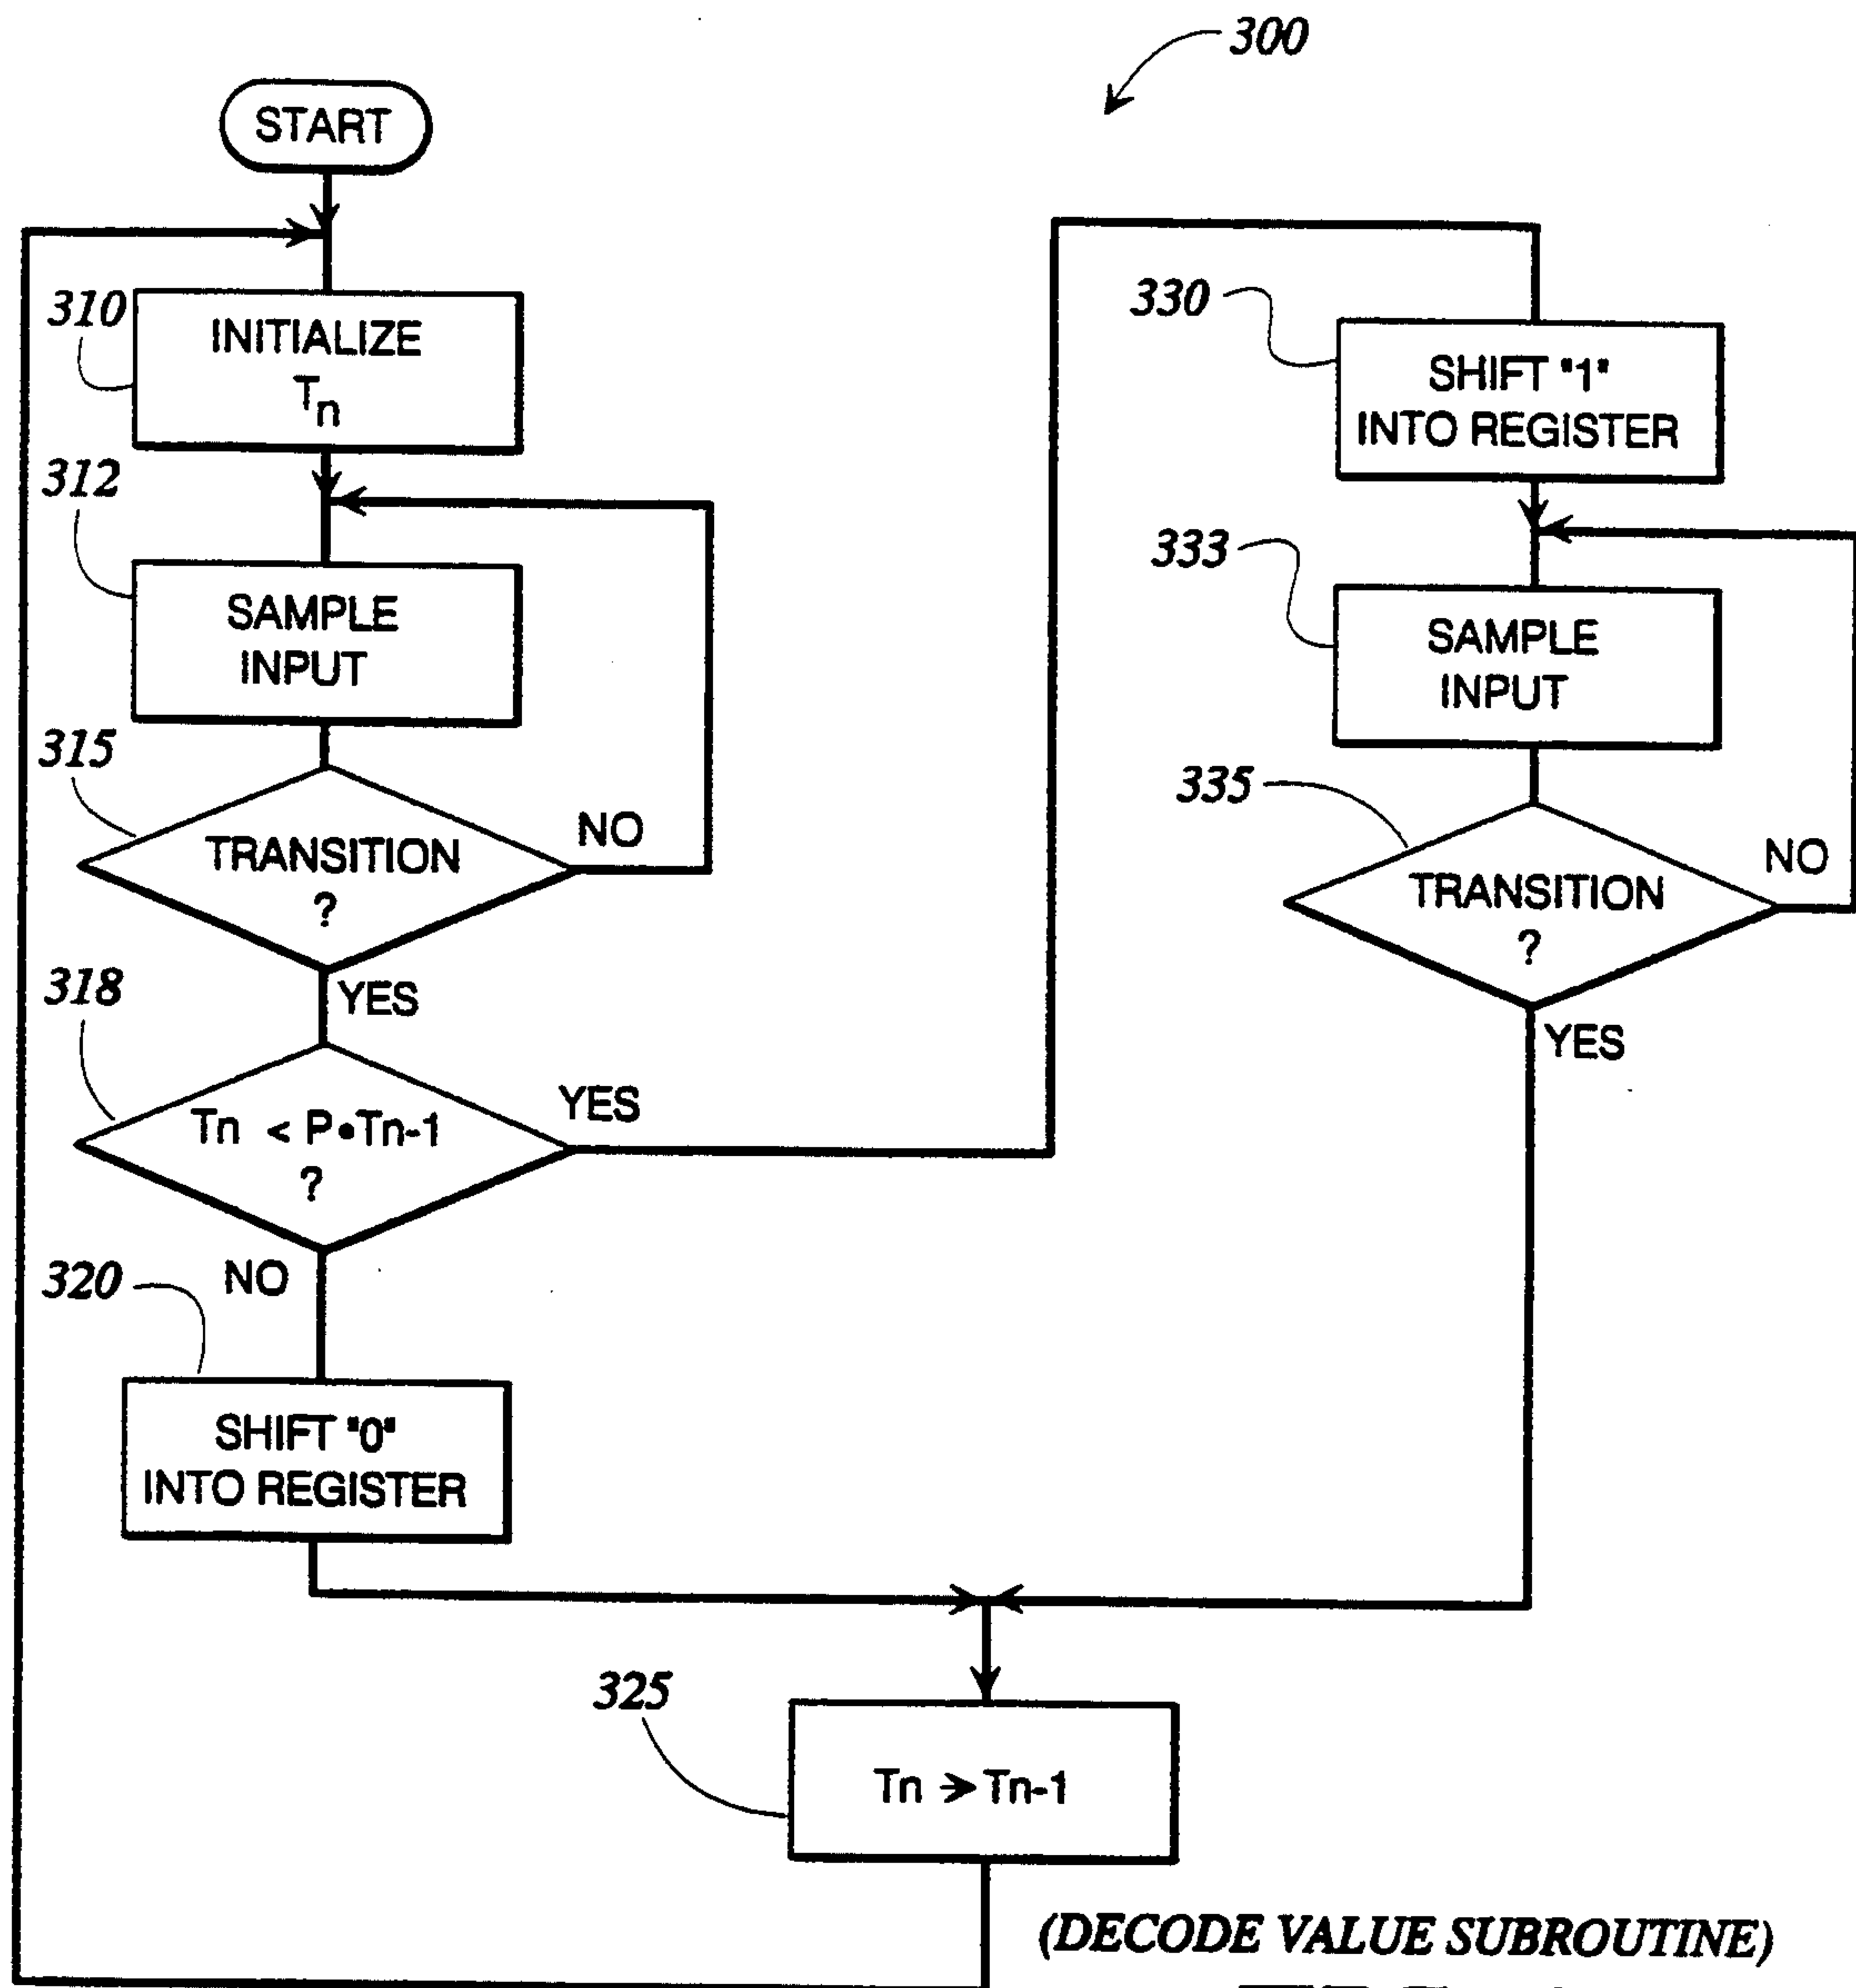 300
START
310
INITIALIZE
Tn
312
SAMPLE
INPUT
315
TRANSITION
?
NO
YES
318
Tn < P•Tn-1
?
YES
NO
320
SHIFT "0"
INTO REGISTER
330
SHIFT "1"
INTO REGISTER
333
SAMPLE
INPUT
335
TRANSITION
?
NO
YES
325
Tn → Tn-1
(DECODE VALUE SUBROUTINE)